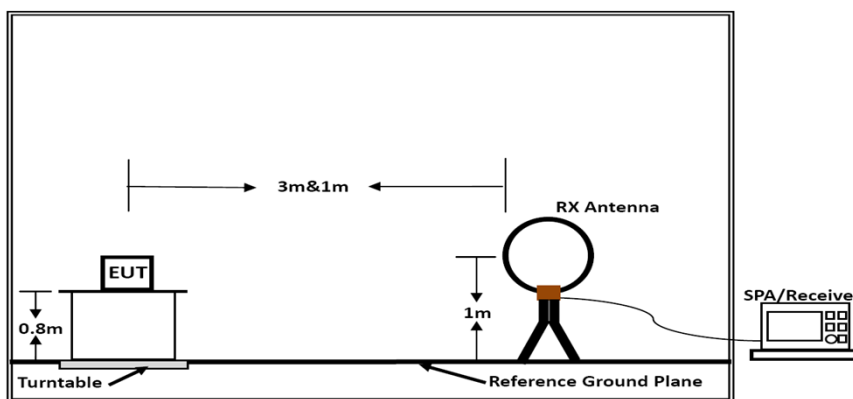 3m&1m
RX Antenna
EUT
SPA/Receive
0.8m
1m
Turntable
Reference Ground Plane